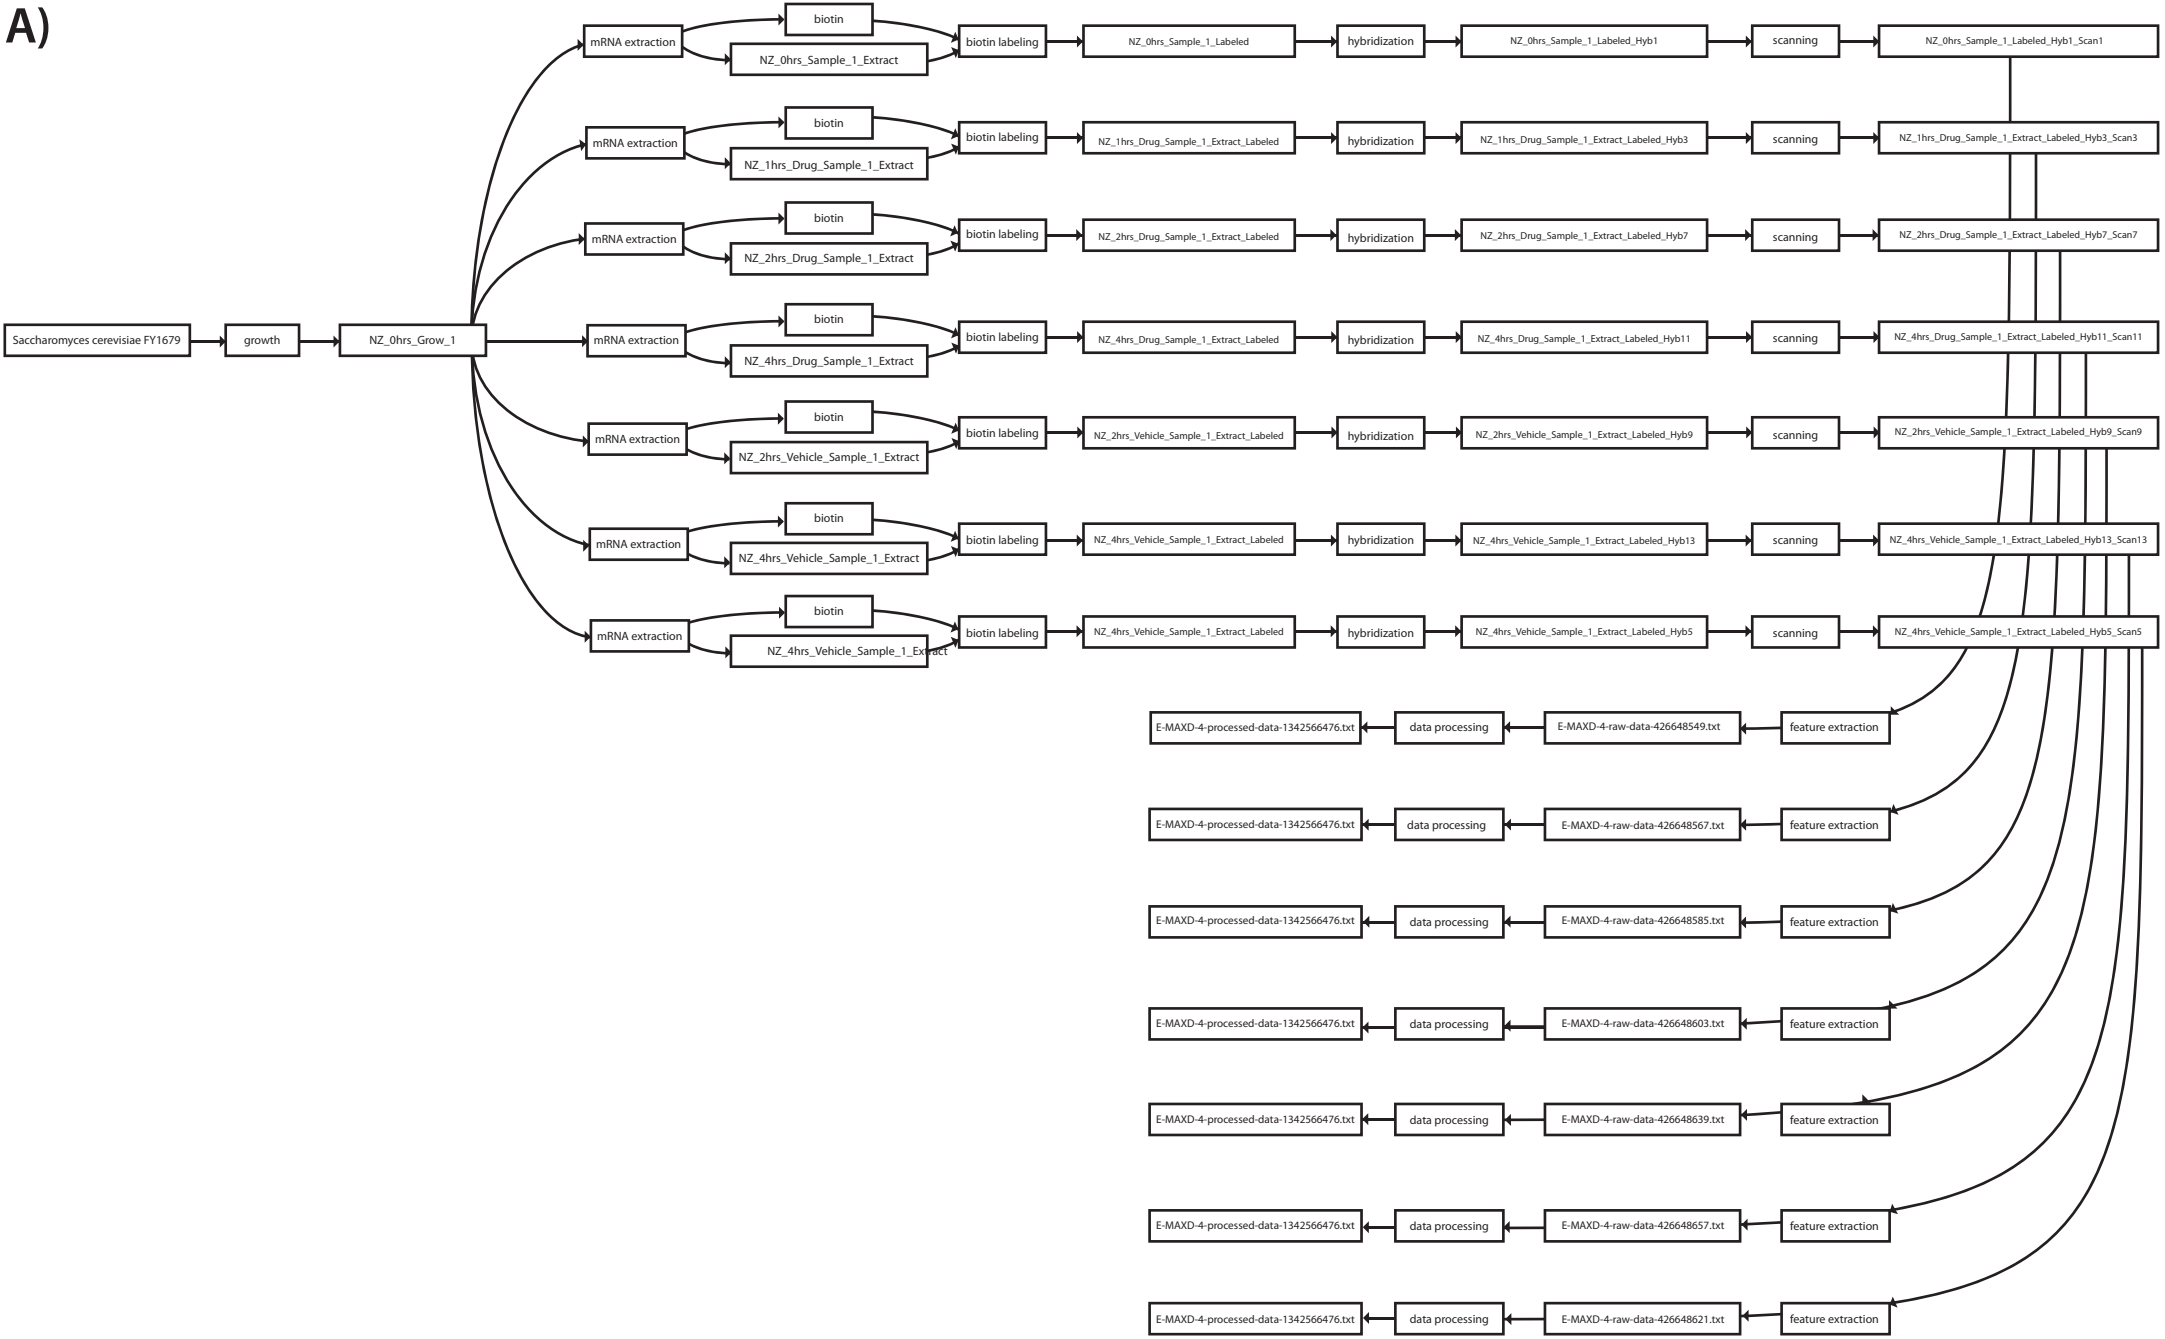 A)
biotin
mRNA extraction
NZ_0hrs_Sample_1_Extract
biotin labeling
NZ_0hrs_Sample_1_Labeled
hybridization
NZ_0hrs_Sample_1_Labeled_Hyb1
scanning
NZ_0hrs_Sample_1_Labeled_Hyb1_Scan1
biotin
mRNA extraction
NZ_1hrs_Drug_Sample_1_Extract
biotin labeling
NZ_1hrs_Drug_Sample_1_Extract_Labeled
hybridization
NZ_1hrs_Drug_Sample_1_Extract_Labeled_Hyb3
scanning
NZ_1hrs_Drug_Sample_1_Extract_Labeled_Hyb3_Scan3
biotin
mRNA extraction
NZ_2hrs_Drug_Sample_1_Extract
biotin labeling
NZ_2hrs_Drug_Sample_1_Extract_Labeled
hybridization
NZ_2hrs_Drug_Sample_1_Extract_Labeled_Hyb7
scanning
NZ_2hrs_Drug_Sample_1_Extract_Labeled_Hyb7_Scan7
Saccharomyces cerevisiae FY1679
growth
NZ_0hrs_Grow_1
biotin
mRNA extraction
NZ_4hrs_Drug_Sample_1_Extract
biotin labeling
NZ_4hrs_Drug_Sample_1_Extract_Labeled
hybridization
NZ_4hrs_Drug_Sample_1_Extract_Labeled_Hyb11
scanning
NZ_4hrs_Drug_Sample_1_Extract_Labeled_Hyb11_Scan11
biotin
mRNA extraction
NZ_2hrs_Vehicle_Sample_1_Extract
biotin labeling
NZ_2hrs_Vehicle_Sample_1_Extract_Labeled
hybridization
NZ_2hrs_Vehicle_Sample_1_Extract_Labeled_Hyb9
scanning
NZ_2hrs_Vehicle_Sample_1_Extract_Labeled_Hyb9_Scan9
biotin
mRNA extraction
NZ_4hrs_Vehicle_Sample_1_Extract
biotin labeling
NZ_4hrs_Vehicle_Sample_1_Extract_Labeled
hybridization
NZ_4hrs_Vehicle_Sample_1_Extract_Labeled_Hyb13
scanning
NZ_4hrs_Vehicle_Sample_1_Extract_Labeled_Hyb13_Scan13
biotin
mRNA extraction
NZ_4hrs_Vehicle_Sample_1_Extract
biotin labeling
NZ_4hrs_Vehicle_Sample_1_Extract_Labeled
hybridization
NZ_4hrs_Vehicle_Sample_1_Extract_Labeled_Hyb5
scanning
NZ_4hrs_Vehicle_Sample_1_Extract_Labeled_Hyb5_Scan5
E-MAXD-4-processed-data-1342566476.txt
data processing
E-MAXD-4-raw-data-426648549.txt
feature extraction
E-MAXD-4-processed-data-1342566476.txt
data processing
E-MAXD-4-raw-data-426648567.txt
feature extraction
E-MAXD-4-processed-data-1342566476.txt
data processing
E-MAXD-4-raw-data-426648585.txt
feature extraction
E-MAXD-4-processed-data-1342566476.txt
data processing
E-MAXD-4-raw-data-426648603.txt
feature extraction
E-MAXD-4-processed-data-1342566476.txt
data processing
E-MAXD-4-raw-data-426648639.txt
feature extraction
E-MAXD-4-processed-data-1342566476.txt
data processing
E-MAXD-4-raw-data-426648657.txt
feature extraction
E-MAXD-4-processed-data-1342566476.txt
data processing
E-MAXD-4-raw-data-426648621.txt
feature extraction